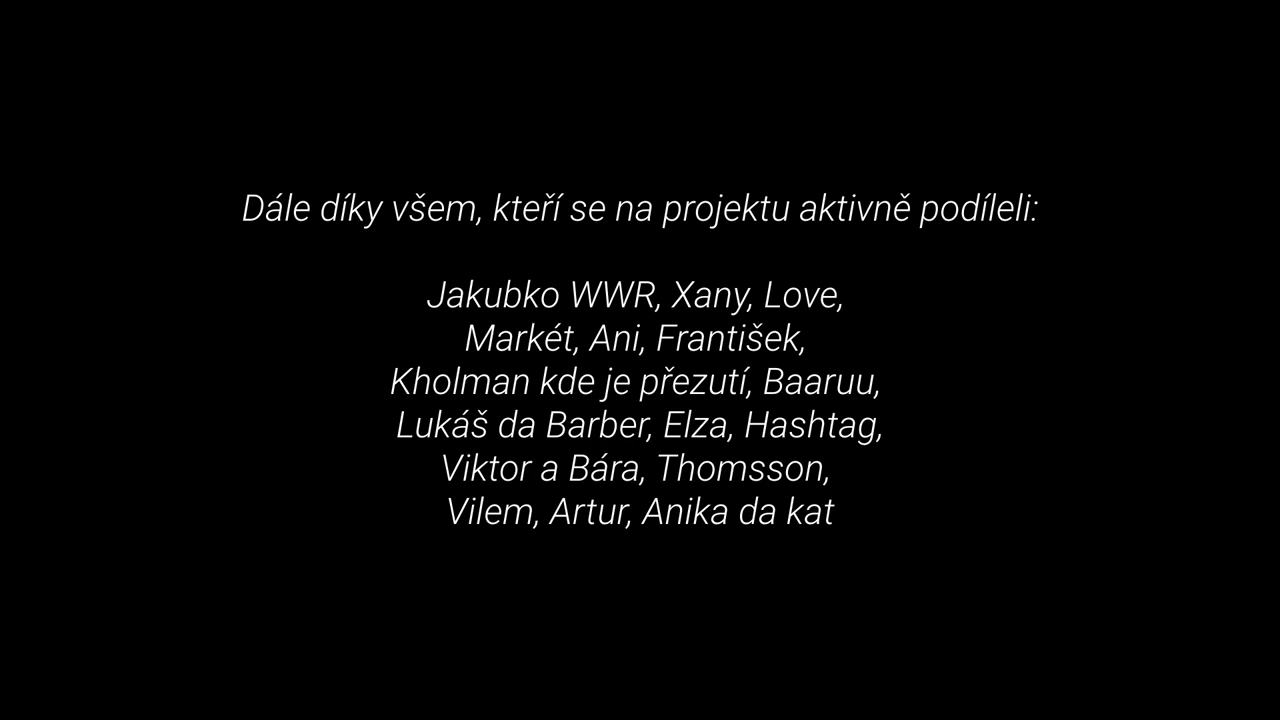 Dále díky všem, kteří se na projektu aktivně podíleli:
Jakubko WWR, Xany, Love,
Markét, Ani, František,
Kholman kde je přezutí, Baaruu,
Lukáš da Barber, Elza, Hashtag,
Viktor a Bára, Thomsson,
Vilem, Artur, Anika da kat